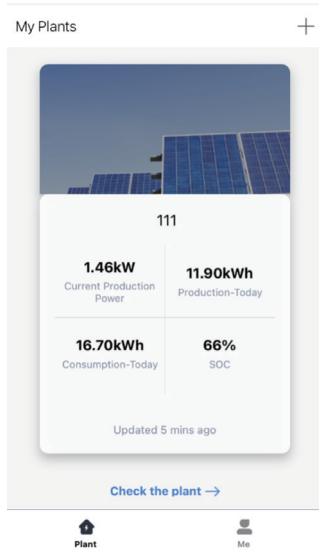 My Plants
111
1.46kW
Current Production
Power
11.90kWh
Production-Today
16.70kWh
Consumption-Today
66%
SOC
Updated 5 mins ago
Check the plant →
Plant
Me